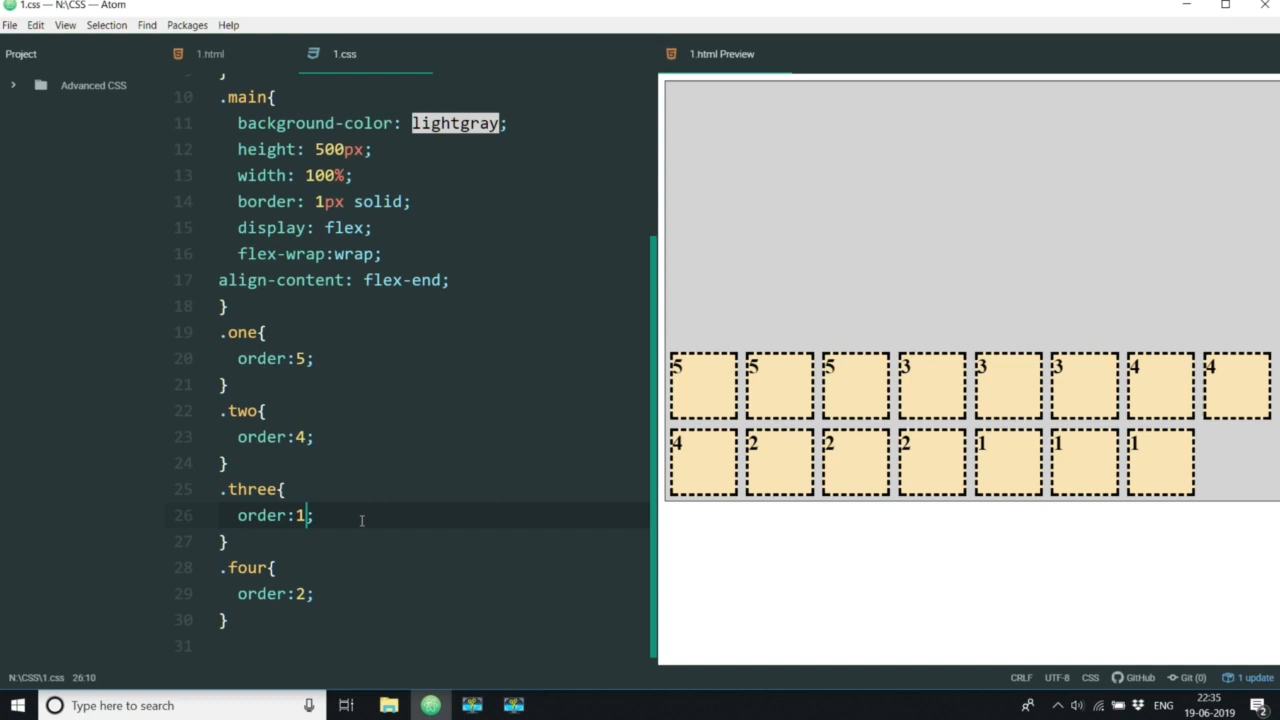 1.css — N:\CSS — Atom
File Edit View Selection Find Packages Help
Project
1.html
1.css
1.html Preview
Advanced CSS
10 .main{
11 background-color: lightgray;
12 height: 500px;
13 width: 100%;
14 border: 1px solid;
15 display: flex;
16 flex-wrap:wrap;
17 align-content: flex-end;
18 }
19 .one{
20 order:5;
21 }
22 .two{
23 order:4;
24 }
25 .three{
26 order:1;
27 }
28 .four{
29 order:2;
30 }
31
5 5 5 3 3 3 4 4
4 2 2 2 1 1 1
N:\CSS\1.css 26:10
CRLF UTF-8 CSS GitHub Git (0) 1 update
Type here to search
ENG
22:35
19-06-2019
2